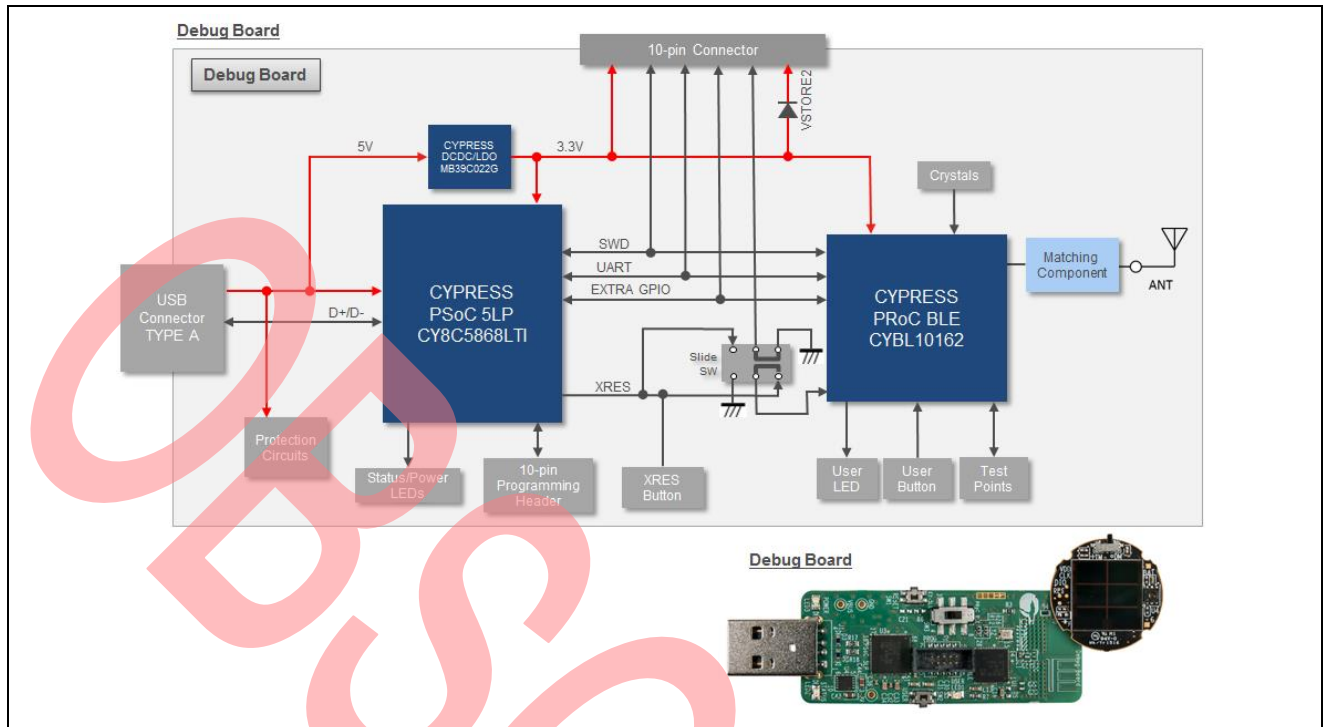 Debug Board
10-pin Connector
Debug Board
VSTORE2
5V
CYPRESS
DCDC/LDO
MB39C022G
3.3V
Crystals
SWD
UART
EXTRA GPIO
USB
Connector
TYPE A
D+/D-
CYPRESS
PSoC 5LP
CY8C5868LTI
CYPRESS
PRoC BLE
CYBL10162
Matching
Component
ANT
Slide
SW
XRES
Protection
Circuits
Status/Power
LEDs
10-pin
Programming
Header
XRES
Button
User
LED
User
Button
Test
Points
Debug Board
OBSO